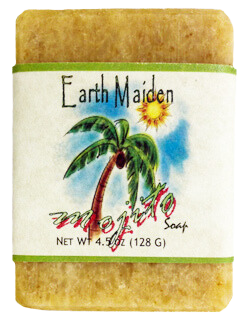 Earth Maiden
mojito
Soap
NET WT 4.5 oz (128 G)